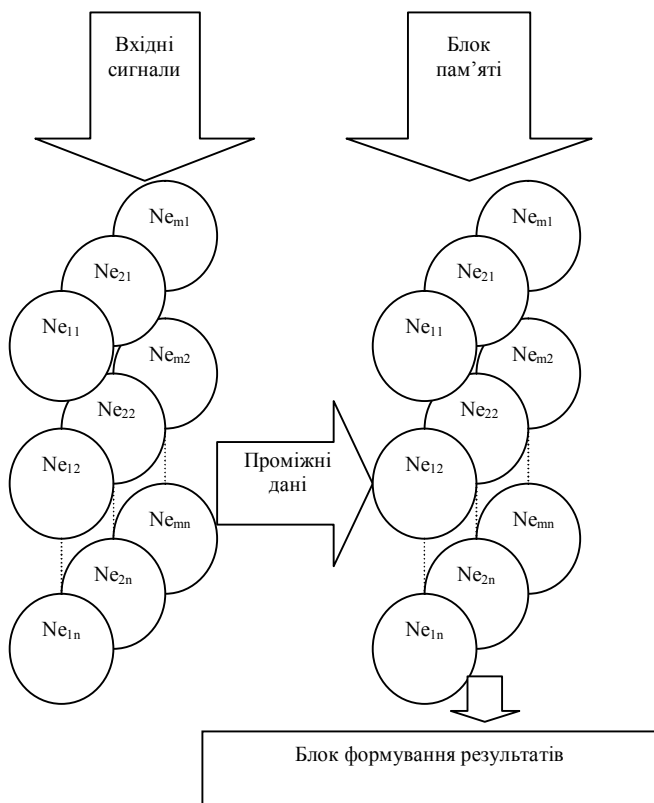 Вхідні
сигнали
Блок
пам’яті
Neₘ₁
Ne₂₁
Ne₁₁
Neₘ₂
Ne₂₂
Ne₁₂
Neₘₙ
Ne₂ₙ
Ne₁ₙ
Проміжні
дані
Neₘ₁
Ne₂₁
Ne₁₁
Neₘ₂
Ne₂₂
Ne₁₂
Neₘₙ
Ne₂ₙ
Ne₁ₙ
Блок формування результатів